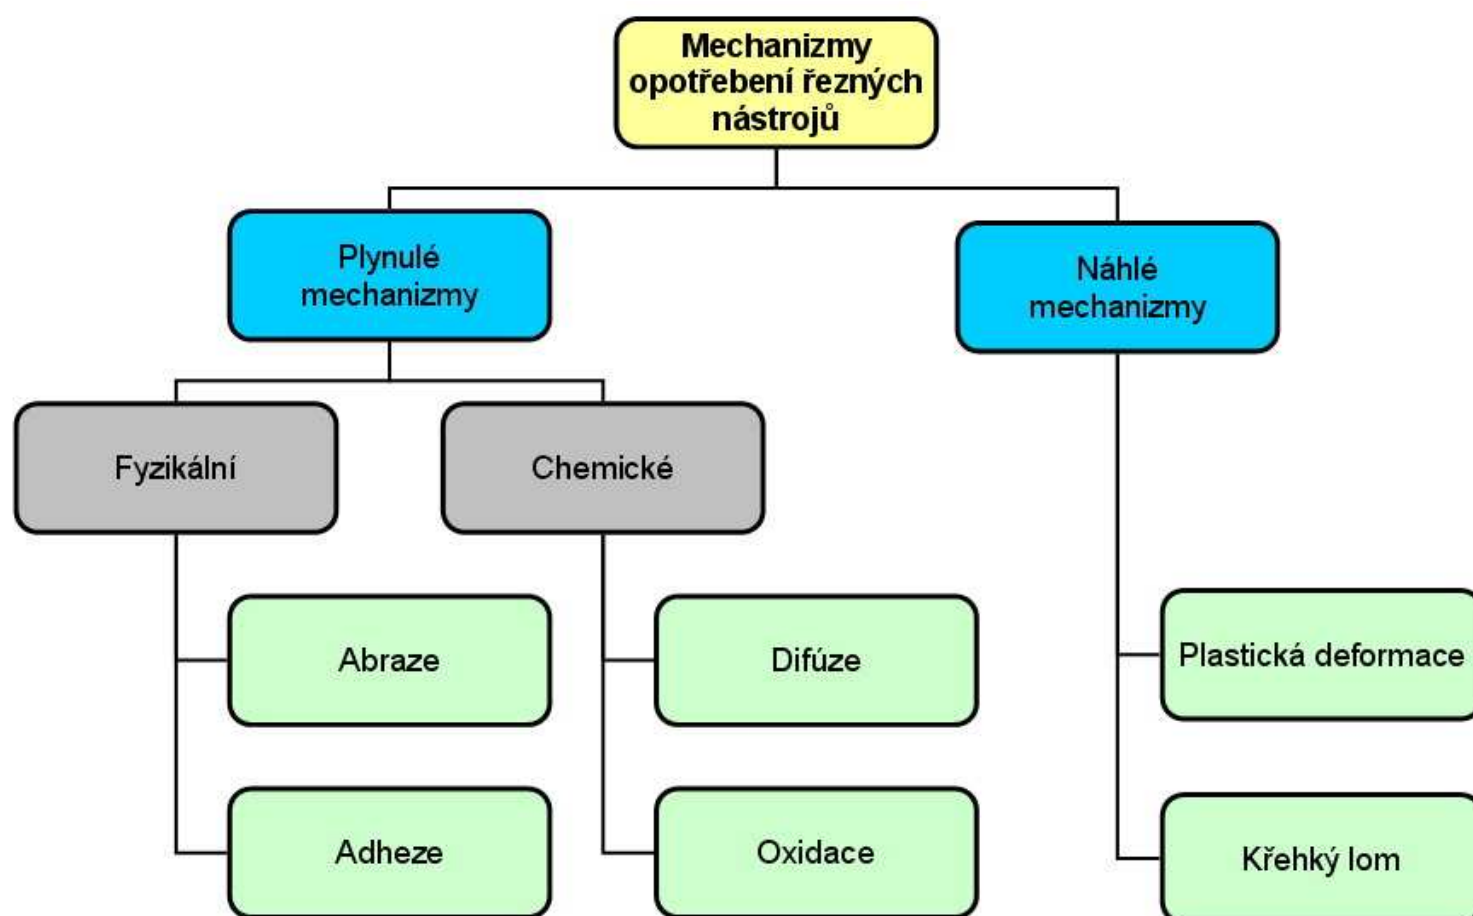 Mechanizmy
opotřebení řezných
nástrojů
Plynulé
mechanizmy
Náhlé
mechanizmy
Fyzikální
Chemické
Abraze
Difúze
Plastická deformace
Adheze
Oxidace
Křehký lom